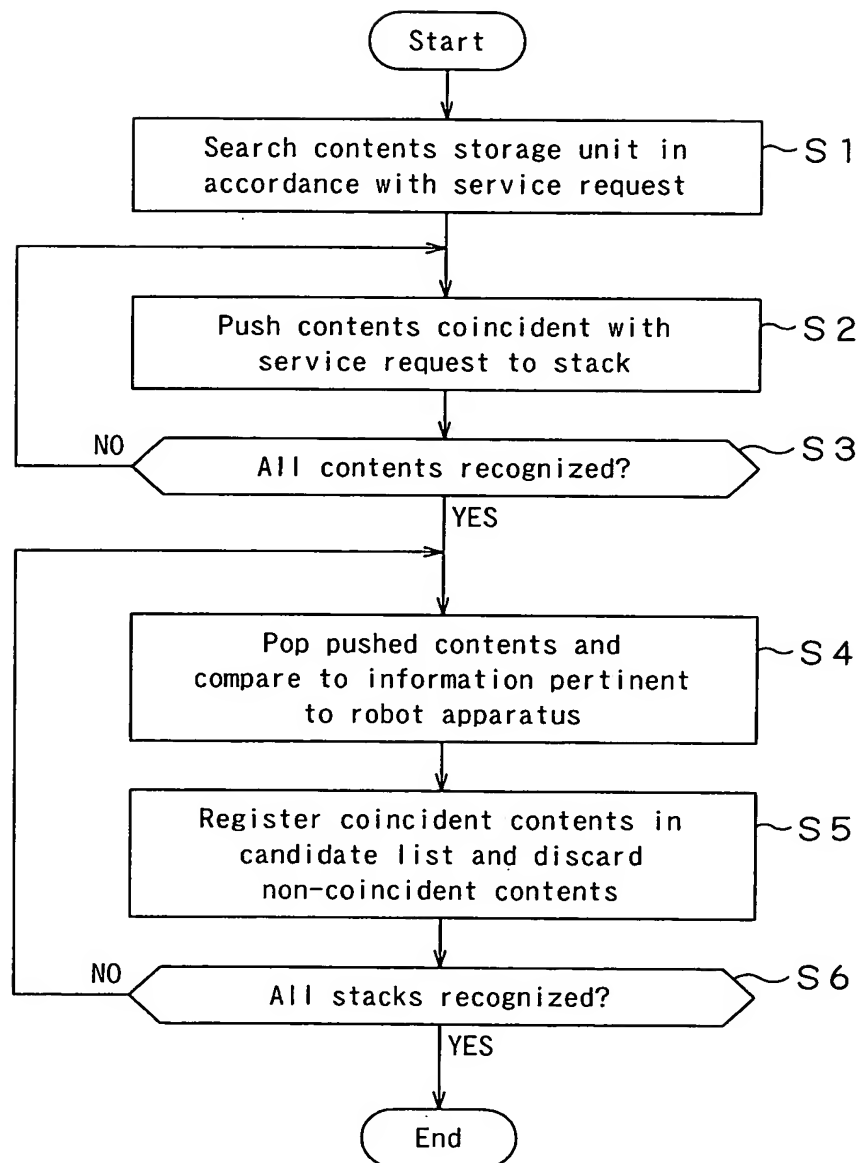 Start
Search contents storage unit in
accordance with service request
S1
Push contents coincident with
service request to stack
S2
NO
All contents recognized?
S3
YES
Pop pushed contents and
compare to information pertinent
to robot apparatus
S4
Register coincident contents in
candidate list and discard
non-coincident contents
S5
NO
All stacks recognized?
S6
YES
End